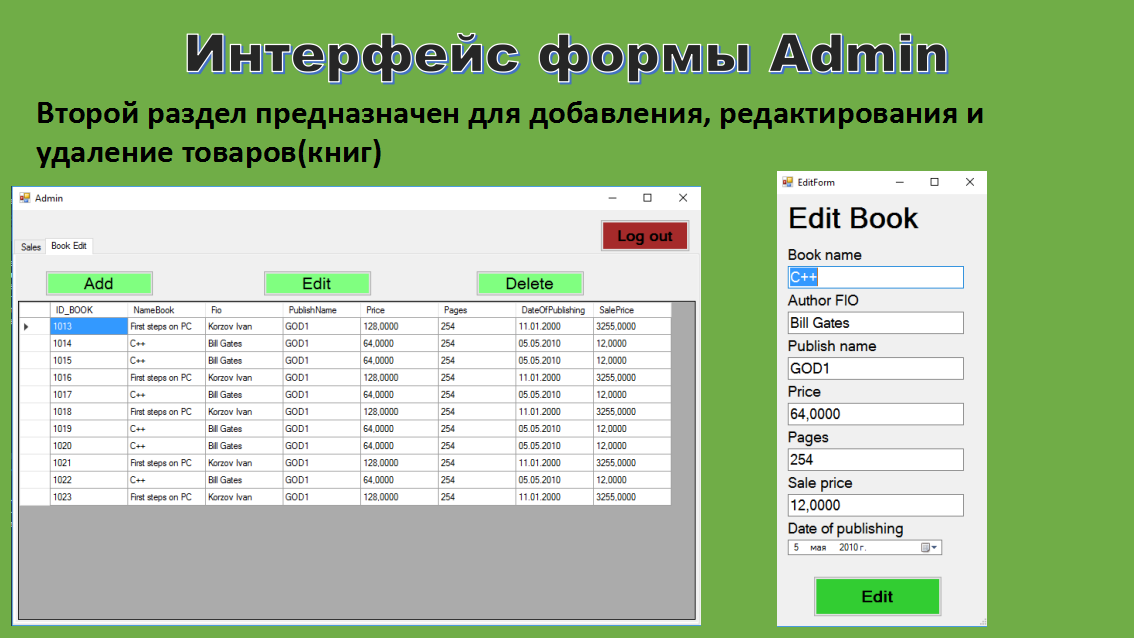 Интерфейс формы Admin
Второй раздел предназначен для добавления, редактирования и
удаление товаров(книг)
Admin
Log out
Sales Book Edit
Add Edit Delete
ID_BOOK NameBook Fio PublishName Price Pages DateOfPublishing SalePrice
1013 First steps on PC Korzov Ivan GOD1 128,0000 254 11.01.2000 3255,0000
1014 C++ Bill Gates GOD1 64,0000 254 05.05.2010 12,0000
1015 C++ Bill Gates GOD1 64,0000 254 05.05.2010 12,0000
1016 First steps on PC Korzov Ivan GOD1 128,0000 254 11.01.2000 3255,0000
1017 C++ Bill Gates GOD1 64,0000 254 05.05.2010 12,0000
1018 First steps on PC Korzov Ivan GOD1 128,0000 254 11.01.2000 3255,0000
1019 C++ Bill Gates GOD1 64,0000 254 05.05.2010 12,0000
1020 C++ Bill Gates GOD1 64,0000 254 05.05.2010 12,0000
1021 First steps on PC Korzov Ivan GOD1 128,0000 254 11.01.2000 3255,0000
1022 C++ Bill Gates GOD1 64,0000 254 05.05.2010 12,0000
1023 First steps on PC Korzov Ivan GOD1 128,0000 254 11.01.2000 3255,0000
EditForm
Edit Book
Book name
C++
Author FIO
Bill Gates
Publish name
GOD1
Price
64,0000
Pages
254
Sale price
12,0000
Date of publishing
5 мая 2010 г.
Edit